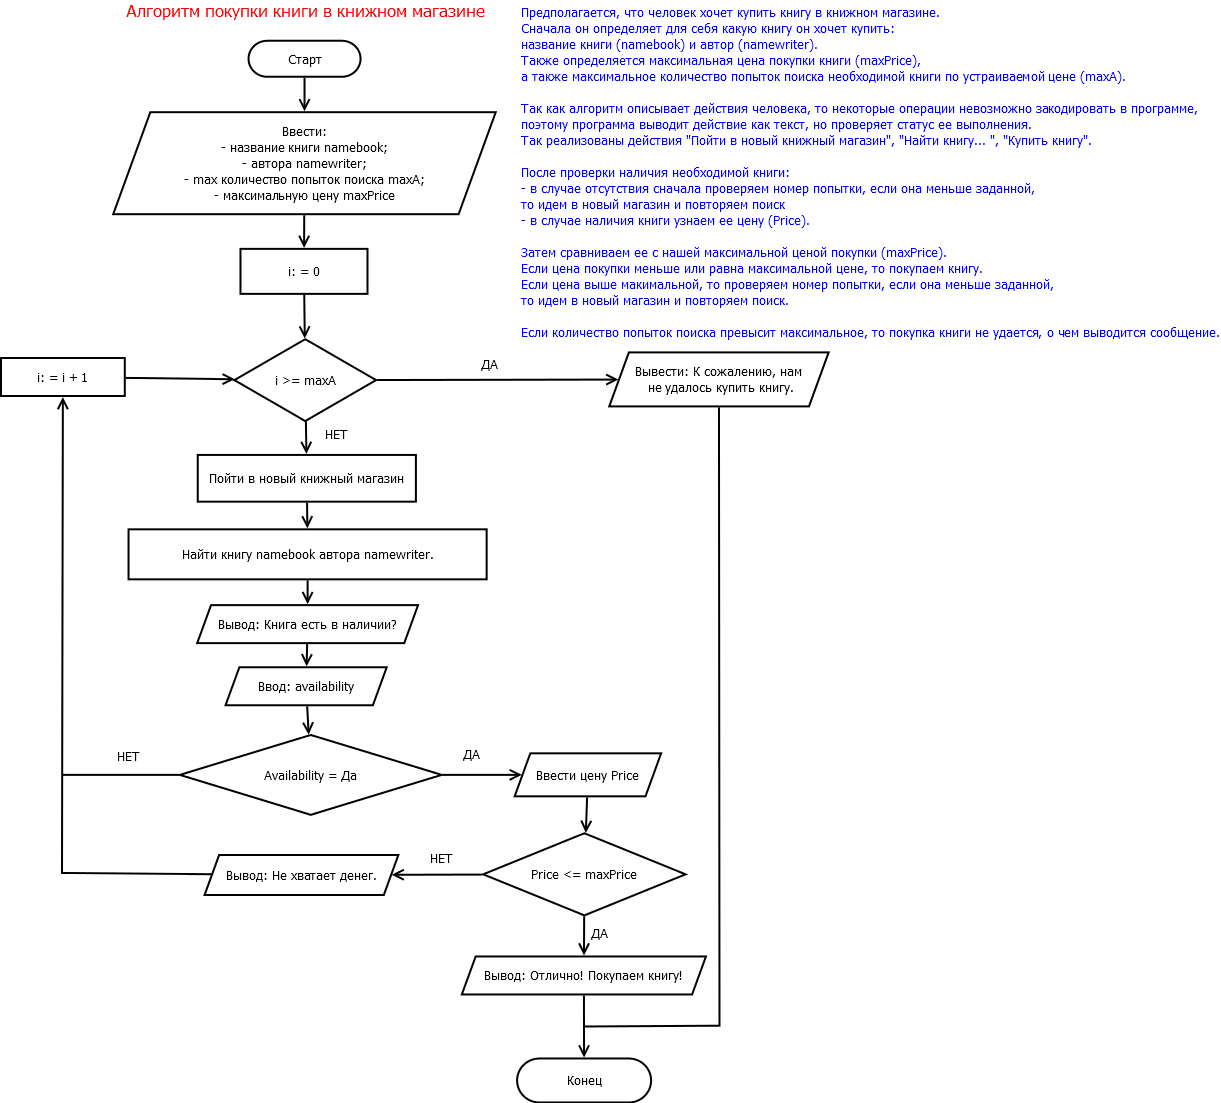 Алгоритм покупки книги в книжном магазине
Предполагается, что человек хочет купить книгу в книжном магазине.
Сначала он определяет для себя какую книгу он хочет купить:
название книги (namebook) и автор (namewriter).
Также определяется максимальная цена покупки книги (maxPrice),
а также максимальное количество попыток поиска необходимой книги по устраиваемой цене (maxA).
Так как алгоритм описывает действия человека, то некоторые операции невозможно закодировать в программе,
поэтому программа выводит действие как текст, но проверяет статус ее выполнения.
Так реализованы действия "Пойти в новый книжный магазин", "Найти книгу... ", "Купить книгу".
После проверки наличия необходимой книги:
- в случае отсутствия сначала проверяем номер попытки, если она меньше заданной,
то идем в новый магазин и повторяем поиск
- в случае наличия книги узнаем ее цену (Price).
Затем сравниваем ее с нашей максимальной ценой покупки (maxPrice).
Если цена покупки меньше или равна максимальной цене, то покупаем книгу.
Если цена выше макимальной, то проверяем номер попытки, если она меньше заданной,
то идем в новый магазин и повторяем поиск.
Если количество попыток поиска превысит максимальное, то покупка книги не удается, о чем выводится сообщение.
Старт
Ввести:
- название книги namebook;
- автора namewriter;
- max количество попыток поиска maxA;
- максимальную цену maxPrice
i: = 0
i: = i + 1
i >= maxA
ДА
Вывести: К сожалению, нам
не удалось купить книгу.
НЕТ
Пойти в новый книжный магазин
Найти книгу namebook автора namewriter.
Вывод: Книга есть в наличии?
Ввод: availability
НЕТ
Availability = Да
ДА
Ввести цену Price
Вывод: Не хватает денег.
НЕТ
Price <= maxPrice
ДА
Вывод: Отлично! Покупаем книгу!
Конец